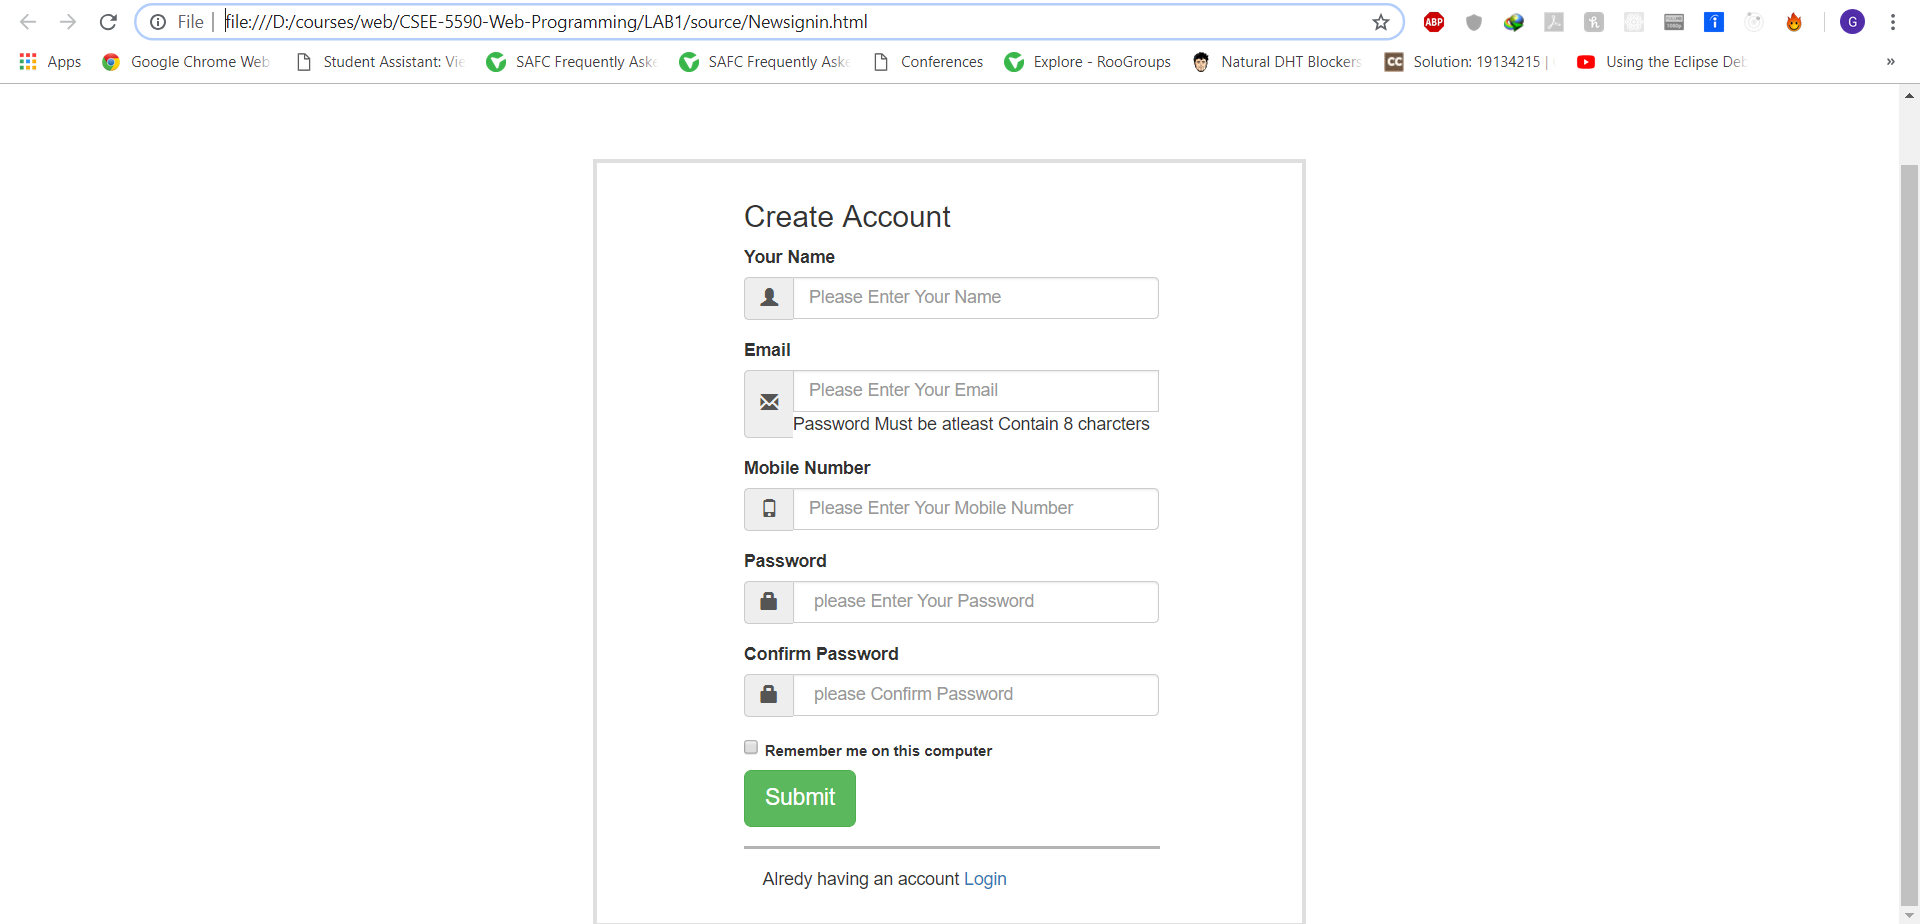 File | file:///D:/courses/web/CSEE-5590-Web-Programming/LAB1/source/Newsignin.html ABP G
Apps Google Chrome Web Student Assistant: Vie SAFC Frequently Aske SAFC Frequently Aske Conferences Explore - RooGroups Natural DHT Blockers CC Solution: 19134215 | Using the Eclipse Deb »
Create Account
Your Name
Please Enter Your Name
Email
Please Enter Your Email
Password Must be atleast Contain 8 charcters
Mobile Number
Please Enter Your Mobile Number
Password
please Enter Your Password
Confirm Password
please Confirm Password
Remember me on this computer
Submit
Alredy having an account Login